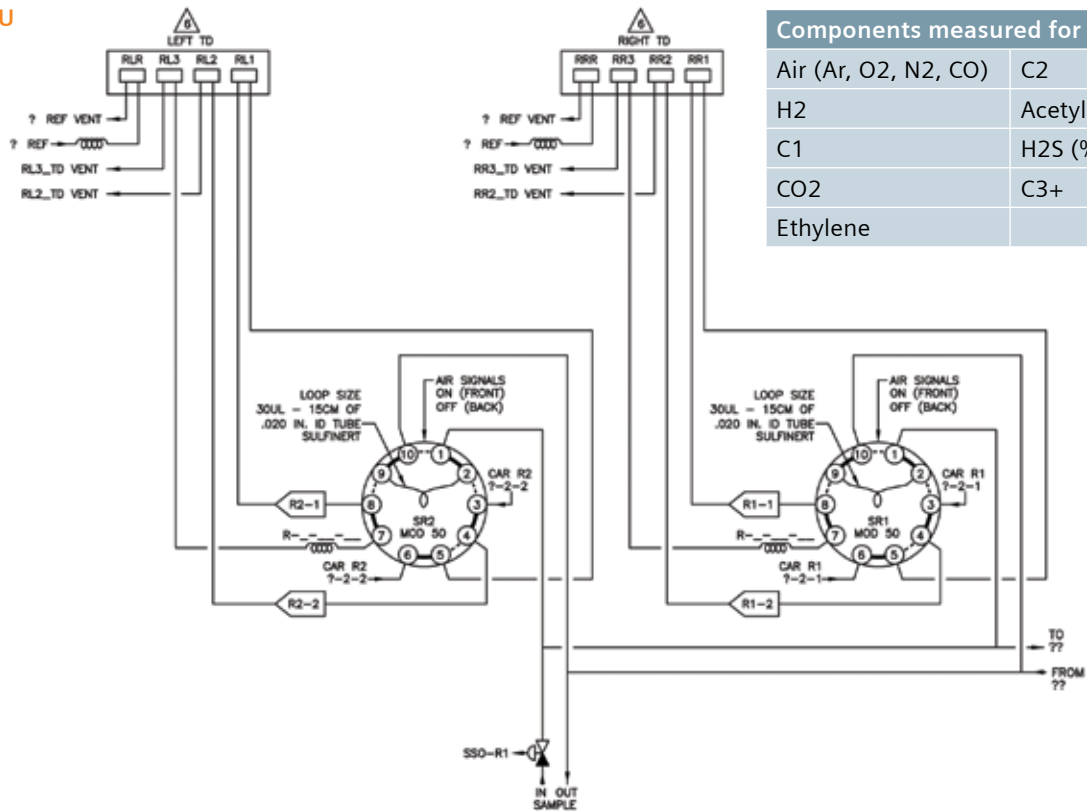 U
6
LEFT TD
RLR RL3 RL2 RL1
? REF VENT
? REF
RL3_TD VENT
RL2_TD VENT
6
RIGHT TD
RRR RR3 RR2 RR1
? REF VENT
? REF
RR3_TD VENT
RR2_TD VENT
Components measured for
Air (Ar, O2, N2, CO) C2
H2 Acetyl
C1 H2S (%
CO2 C3+
Ethylene
LOOP SIZE
30UL - 15CM OF
.020 IN. ID TUBE
SULFINERT
AIR SIGNALS
ON (FRONT)
OFF (BACK)
10 1
9 2
8 3
7 4
6 5
SR2
MOD 50
CAR R2
?-2-2
R2-1
R-_-__-__
CAR R2
?-2-2
R2-2
LOOP SIZE
30UL - 15CM OF
.020 IN. ID TUBE
SULFINERT
AIR SIGNALS
ON (FRONT)
OFF (BACK)
10 1
9 2
8 3
7 4
6 5
SR1
MOD 50
CAR R1
?-2-1
R1-1
R-_-__-__
CAR R1
?-2-1
R1-2
TO
??
FROM
??
SSO-R1
IN OUT
SAMPLE